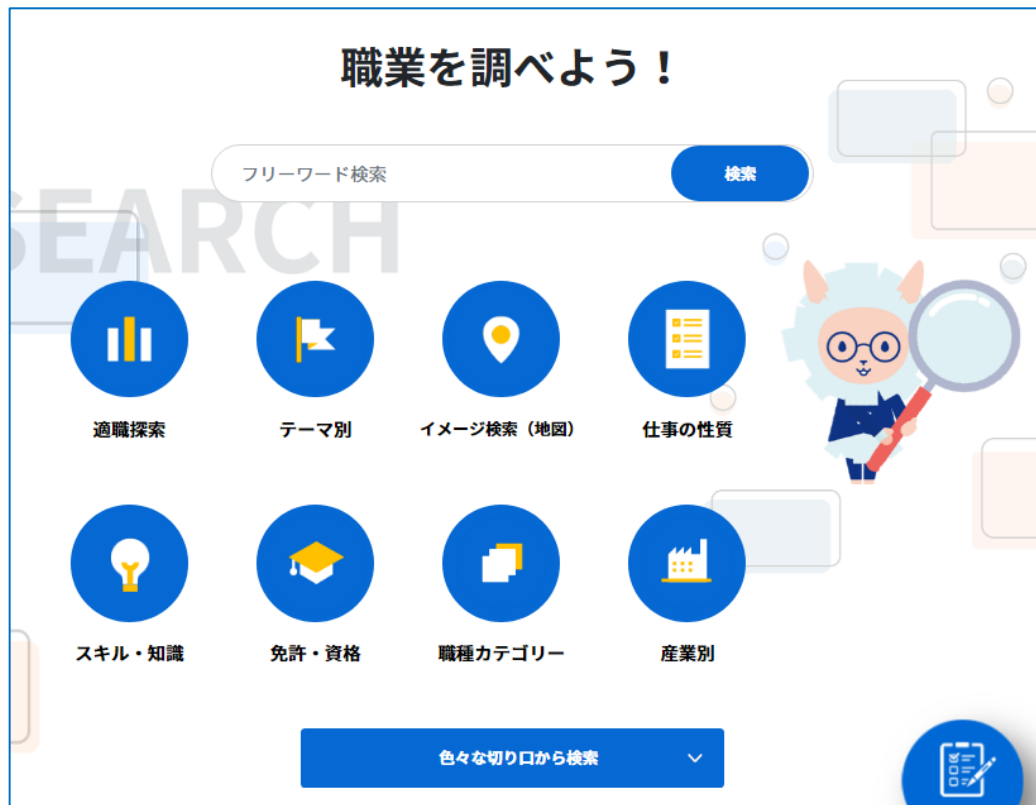 職業を調べよう！
フリーワード検索
検索
SEARCH
適職探索
テーマ別
イメージ検索（地図）
仕事の性質
スキル・知識
免許・資格
職種カテゴリー
産業別
色々な切り口から検索